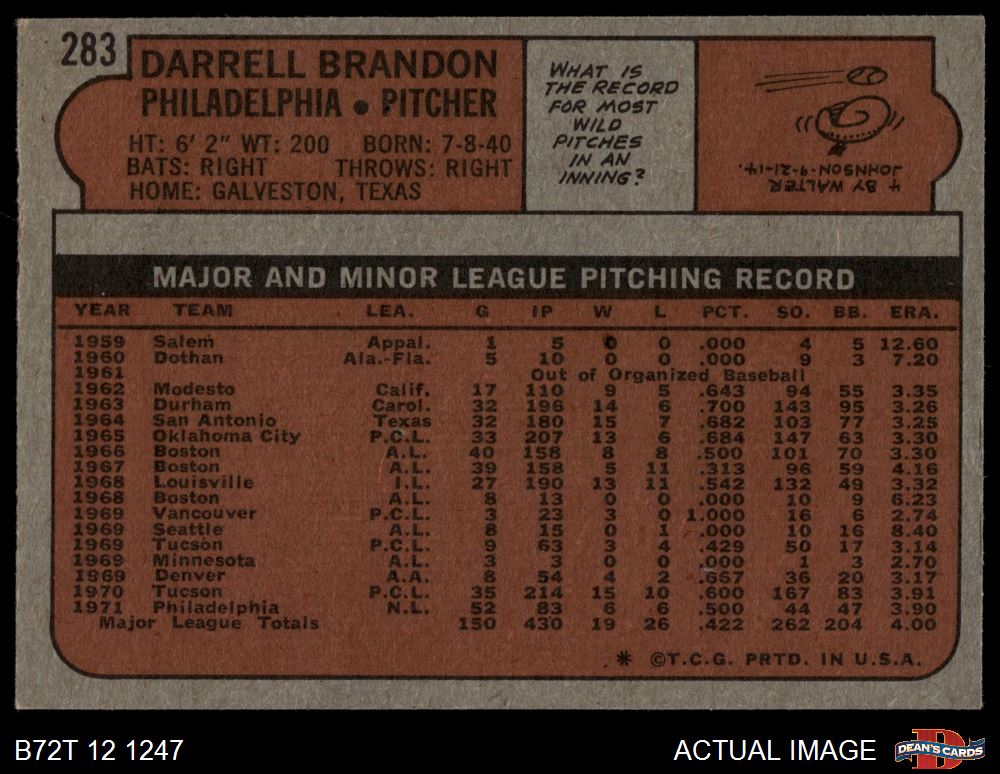 283
DARRELL BRANDON
PHILADELPHIA • PITCHER
HT: 6' 2" WT: 200 BORN: 7-8-40
BATS: RIGHT THROWS: RIGHT
HOME: GALVESTON, TEXAS
WHAT IS
THE RECORD
FOR MOST
WILD
PITCHES
IN AN
INNING?
4 BY WALTER
JOHNSON-9-21-14.
MAJOR AND MINOR LEAGUE PITCHING RECORD
YEAR TEAM LEA. G IP W L PCT. SO. BB. ERA.
1959 Salem Appal. 1 5 0 0 .000 4 5 12.60
1960 Dothan Ala.-Fla. 5 10 0 0 .000 9 3 7.20
1961 Out of Organized Baseball
1962 Modesto Calif. 17 110 9 5 .643 94 55 3.35
1963 Durham Carol. 32 196 14 6 .700 143 95 3.26
1964 San Antonio Texas 32 180 15 7 .682 103 77 3.25
1965 Oklahoma City P.C.L. 33 207 13 6 .684 147 63 3.30
1966 Boston A.L. 40 158 8 8 .500 101 70 3.30
1967 Boston A.L. 39 158 5 11 .313 96 59 4.16
1968 Louisville I.L. 27 190 13 11 .542 132 49 3.32
1968 Boston A.L. 8 13 0 0 .000 10 9 6.23
1969 Vancouver P.C.L. 3 23 3 0 1.000 16 6 2.74
1969 Seattle A.L. 8 15 0 1 .000 10 16 8.40
1969 Tucson P.C.L. 9 63 3 4 .429 50 17 3.14
1969 Minnesota A.L. 3 3 0 0 .000 1 3 2.70
1969 Denver A.A. 8 54 4 2 .667 36 20 3.17
1970 Tucson P.C.L. 35 214 15 10 .600 167 83 3.91
1971 Philadelphia N.L. 52 83 6 6 .500 44 47 3.90
Major League Totals 150 430 19 26 .422 262 204 4.00
* ©T.C.G. PRTD. IN U.S.A.
B72T 12 1247
ACTUAL IMAGE
D
DEAN'S CARDS